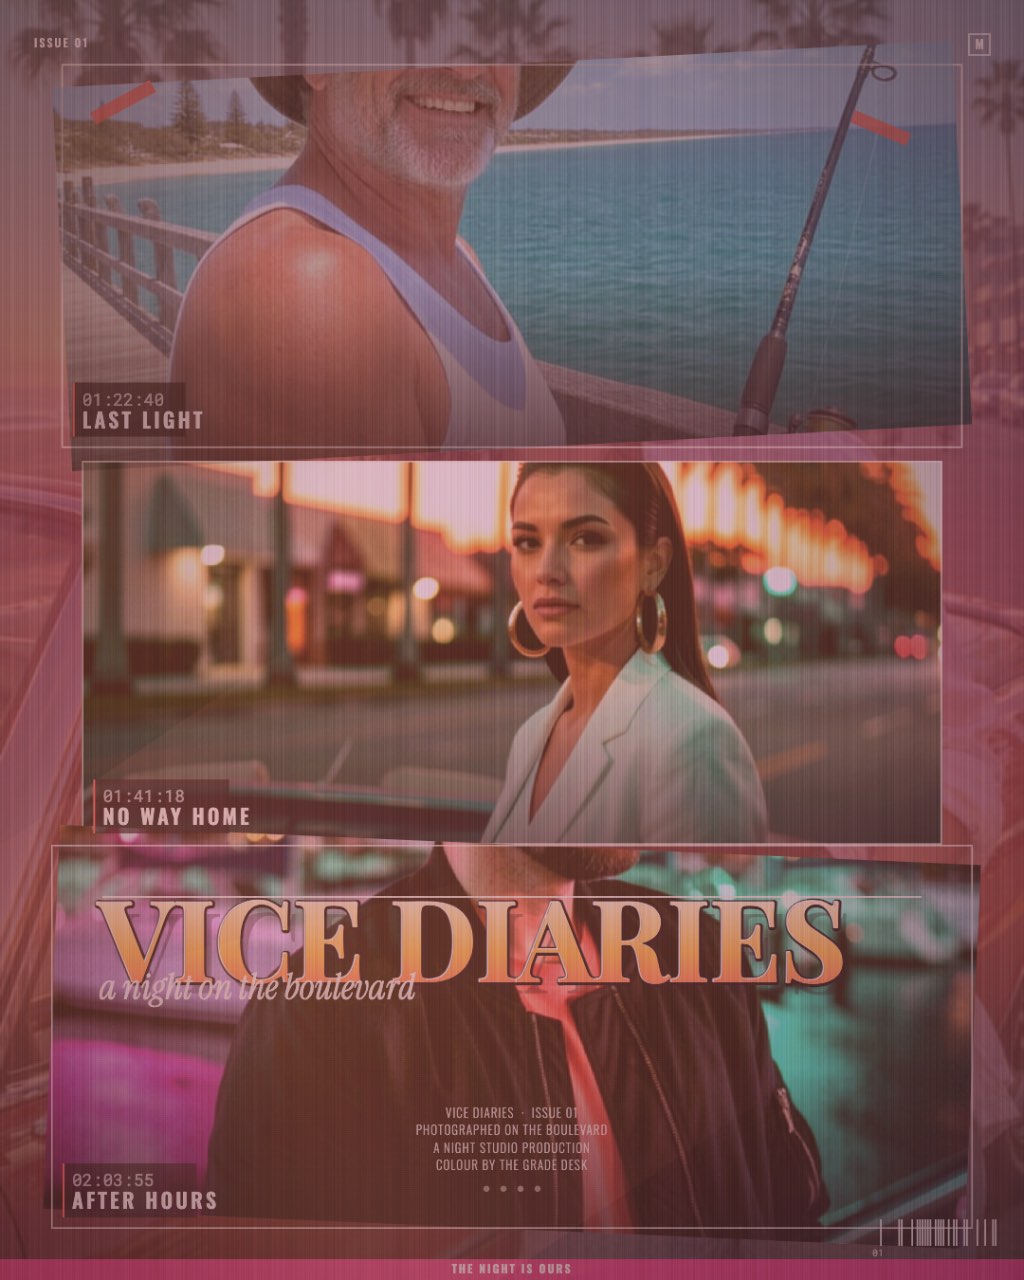 ISSUE 01
M
01:22:40
LAST LIGHT
01:41:18
NO WAY HOME
VICE DIARIES
a night on the boulevard
VICE DIARIES · ISSUE 01
PHOTOGRAPHED ON THE BOULEVARD
A NIGHT STUDIO PRODUCTION
COLOUR BY THE GRADE DESK
02:03:55
AFTER HOURS
01
THE NIGHT IS OURS